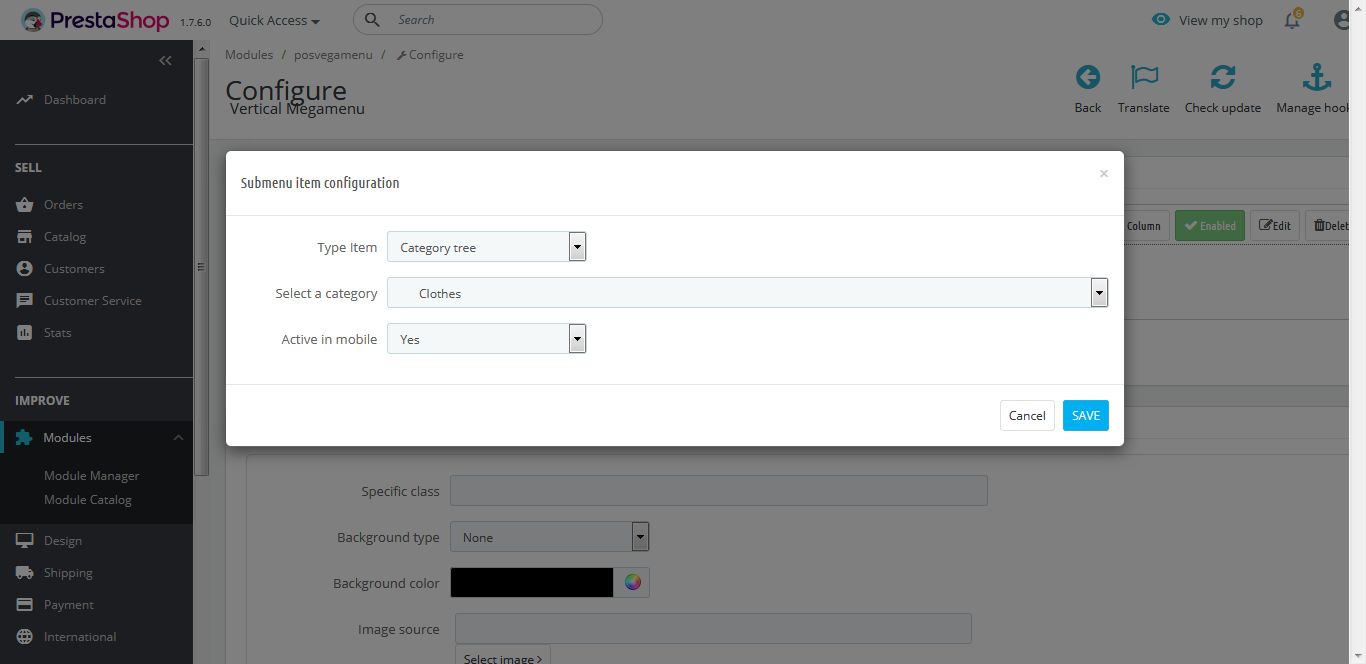 PrestaShop 1.7.6.0 Quick Access Search View my shop 6
Modules / posvegamenu / Configure
Configure
Vertical Megamenu
Back Translate Check update Manage hook
Dashboard
SELL
Orders
Catalog
Customers
Customer Service
Stats
IMPROVE
Modules
Module Manager
Module Catalog
Design
Shipping
Payment
International
Submenu item configuration ×
Type Item Category tree
Select a category Clothes
Active in mobile Yes
Cancel SAVE
Column Enabled Edit Delet
Specific class
Background type None
Background color
Image source
Select image >